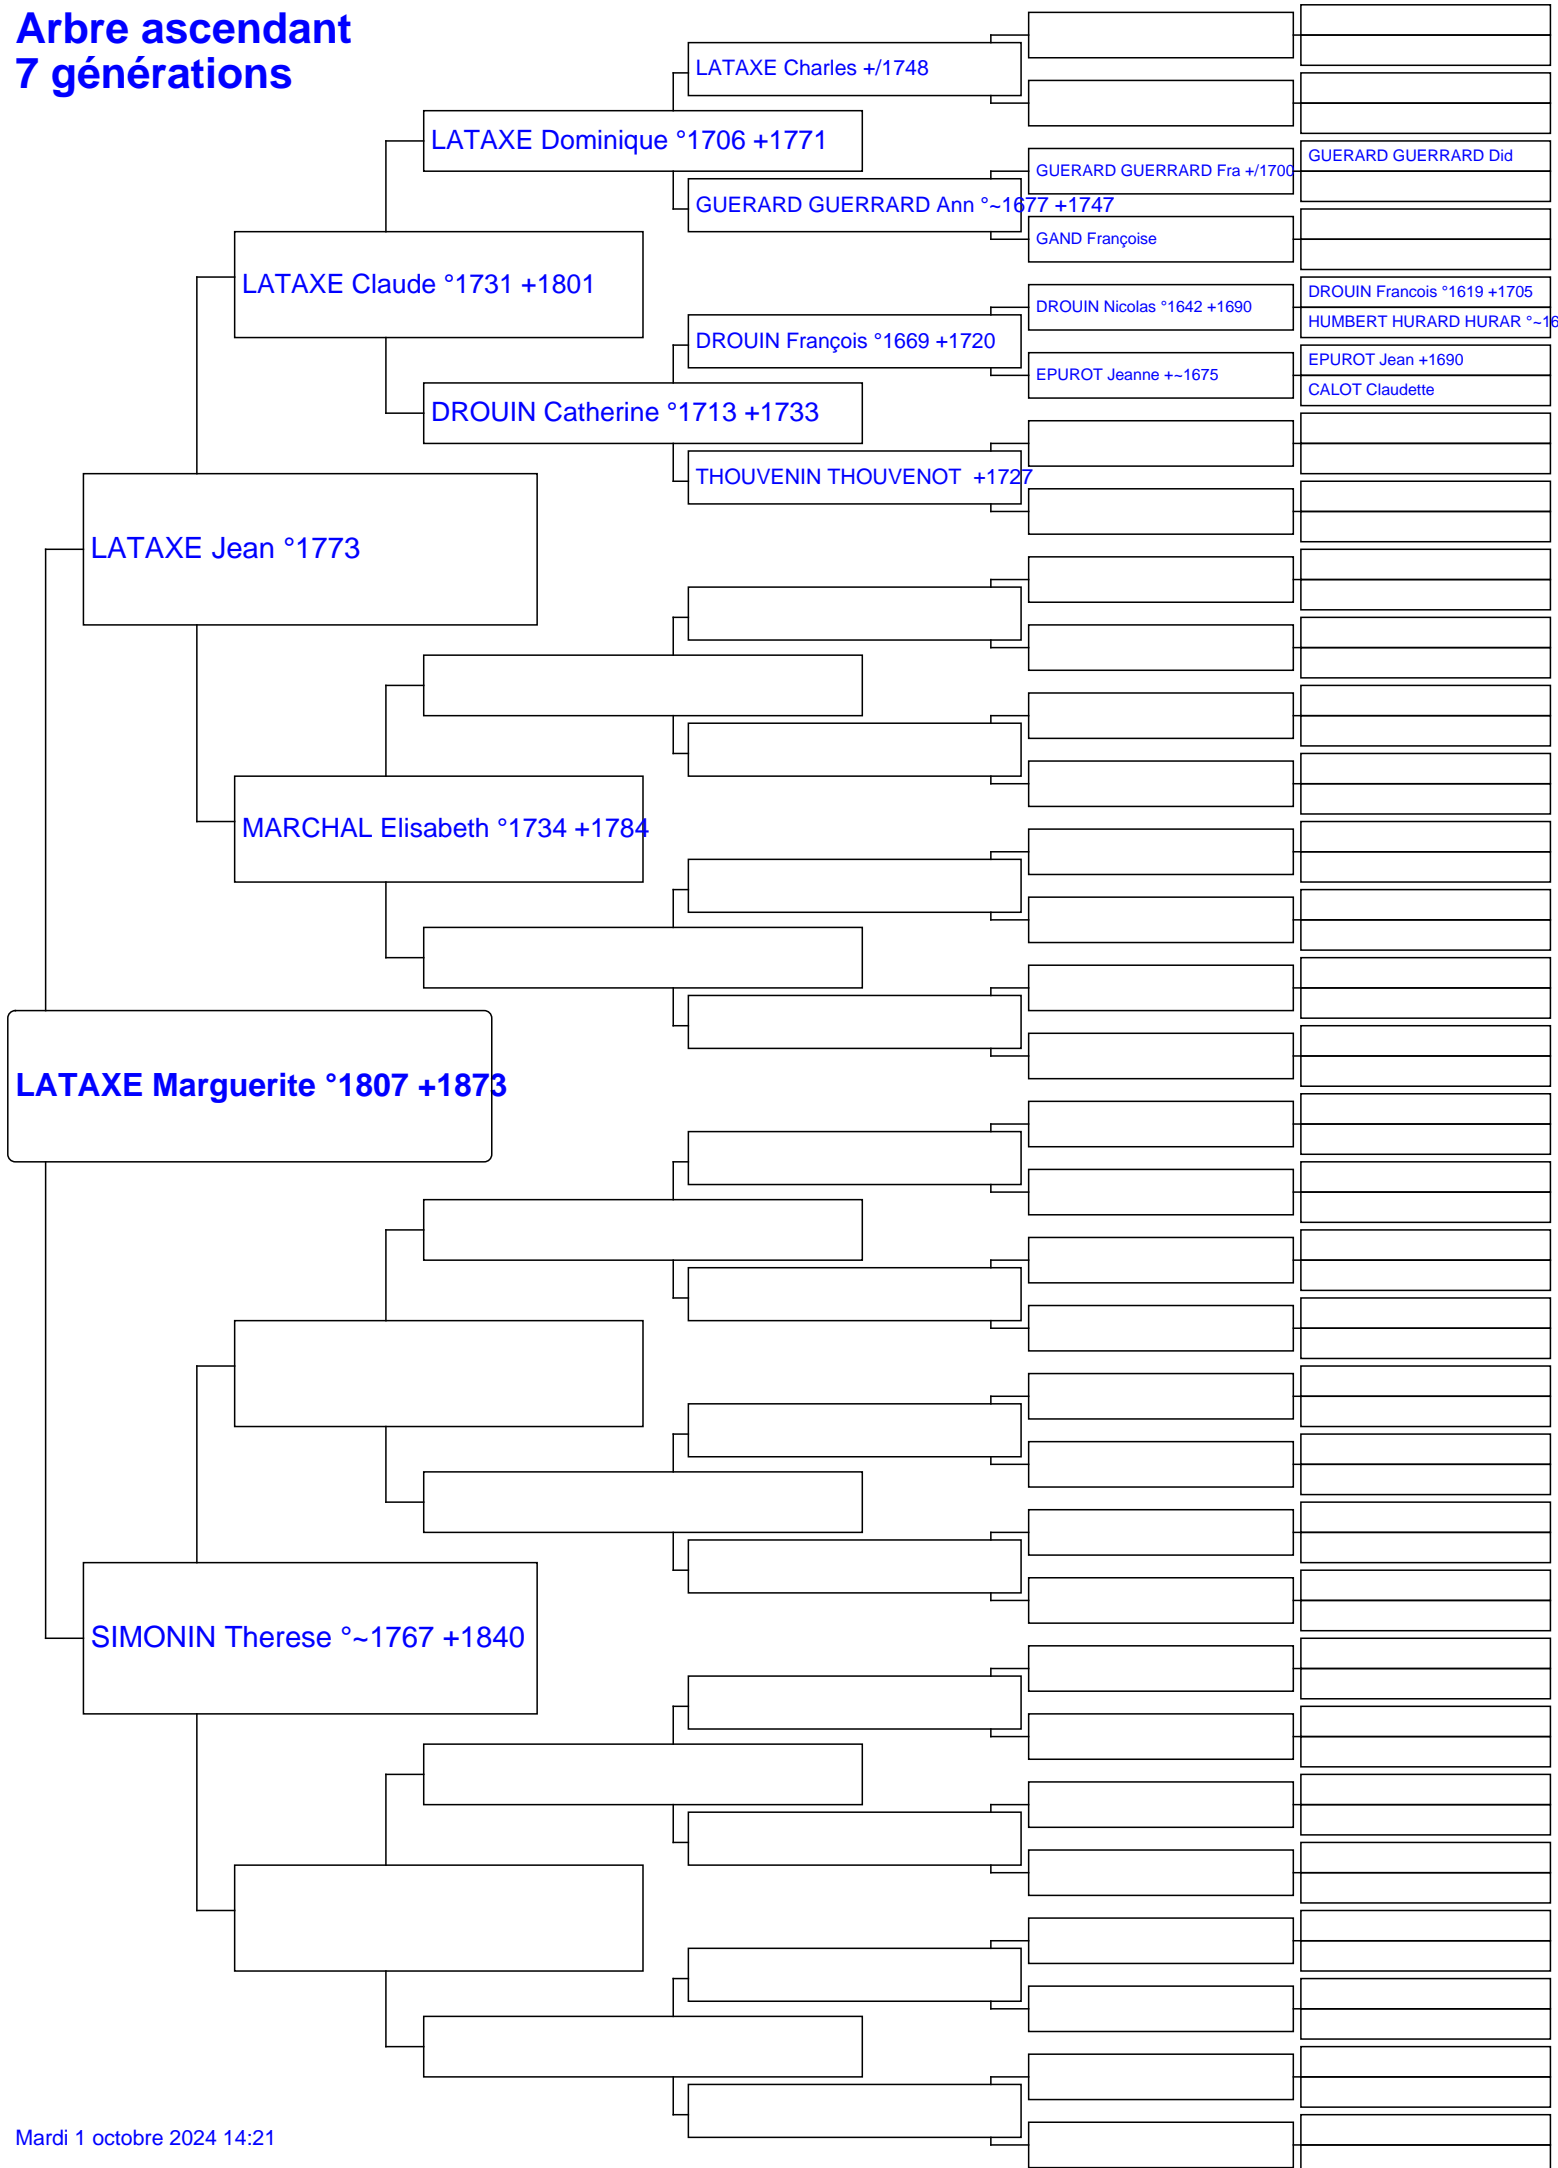 Arbre ascendant
7 générations
LATAXE Charles +/1748
LATAXE Dominique °1706 +1771
GUERARD GUERRARD Fra +/1700
GUERARD GUERRARD Did
GUERARD GUERRARD Ann °~1677 +1747
GAND Françoise
LATAXE Claude °1731 +1801
DROUIN Nicolas °1642 +1690
DROUIN Francois °1619 +1705
HUMBERT HURARD HURAR °~16
DROUIN François °1669 +1720
EPUROT Jeanne +~1675
EPUROT Jean +1690
CALOT Claudette
DROUIN Catherine °1713 +1733
THOUVENIN THOUVENOT  +1727
LATAXE Jean °1773
MARCHAL Elisabeth °1734 +1784
LATAXE Marguerite °1807 +1873
SIMONIN Therese °~1767 +1840
Mardi 1 octobre 2024 14:21